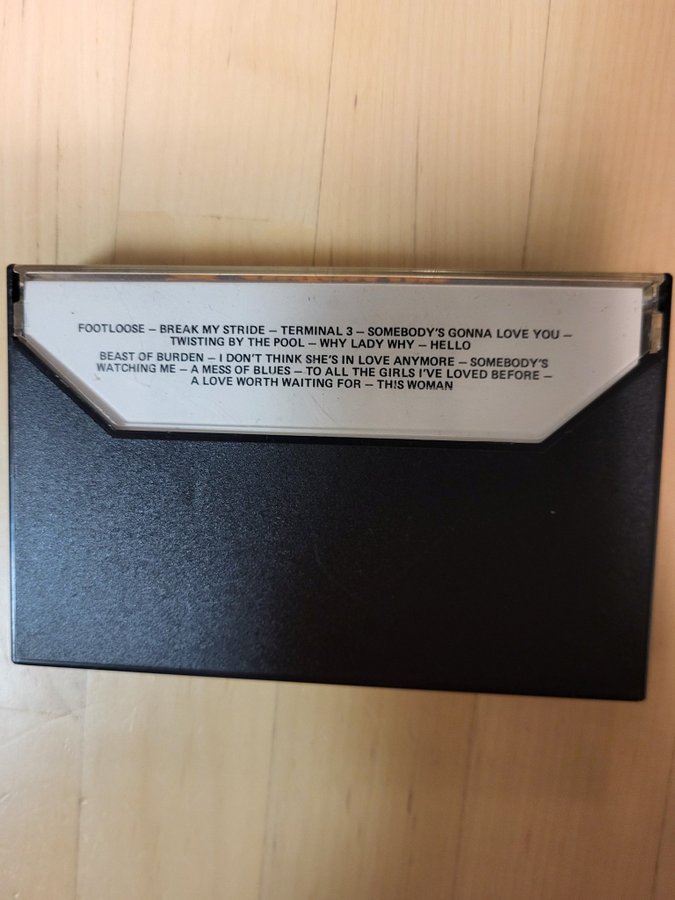 FOOTLOOSE – BREAK MY STRIDE – TERMINAL 3 – SOMEBODY'S GONNA LOVE YOU –
TWISTING BY THE POOL – WHY LADY WHY – HELLO
BEAST OF BURDEN – I DON'T THINK SHE'S IN LOVE ANYMORE – SOMEBODY'S
WATCHING ME – A MESS OF BLUES – TO ALL THE GIRLS I'VE LOVED BEFORE –
A LOVE WORTH WAITING FOR – THIS WOMAN